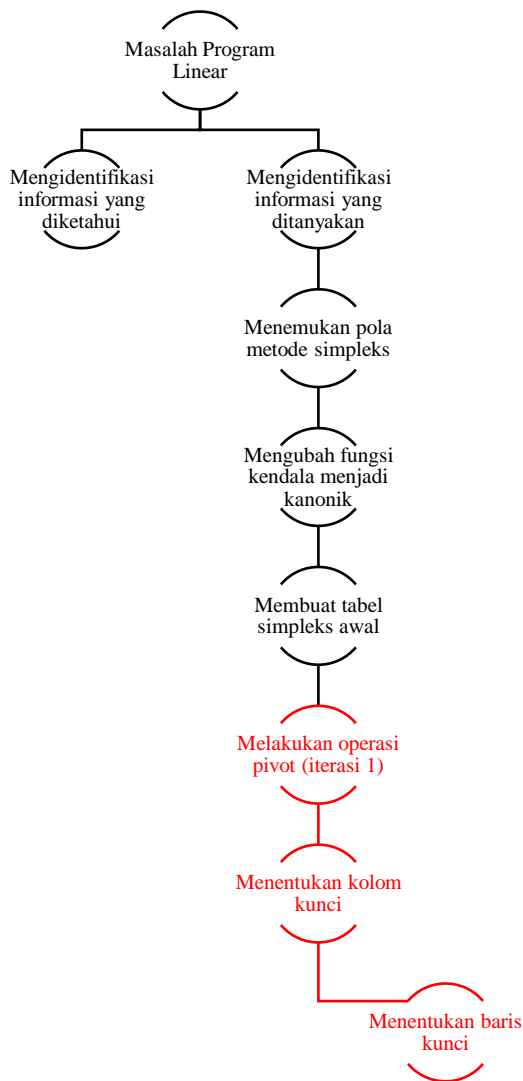 Masalah Program
Linear
Mengidentifikasi
informasi yang
diketahui
Mengidentifikasi
informasi yang
ditanyakan
Menemukan pola
metode simpleks
Mengubah fungsi
kendala menjadi
kanonik
Membuat tabel
simpleks awal
Melakukan operasi
pivot (iterasi 1)
Menentukan kolom
kunci
Menentukan baris
kunci